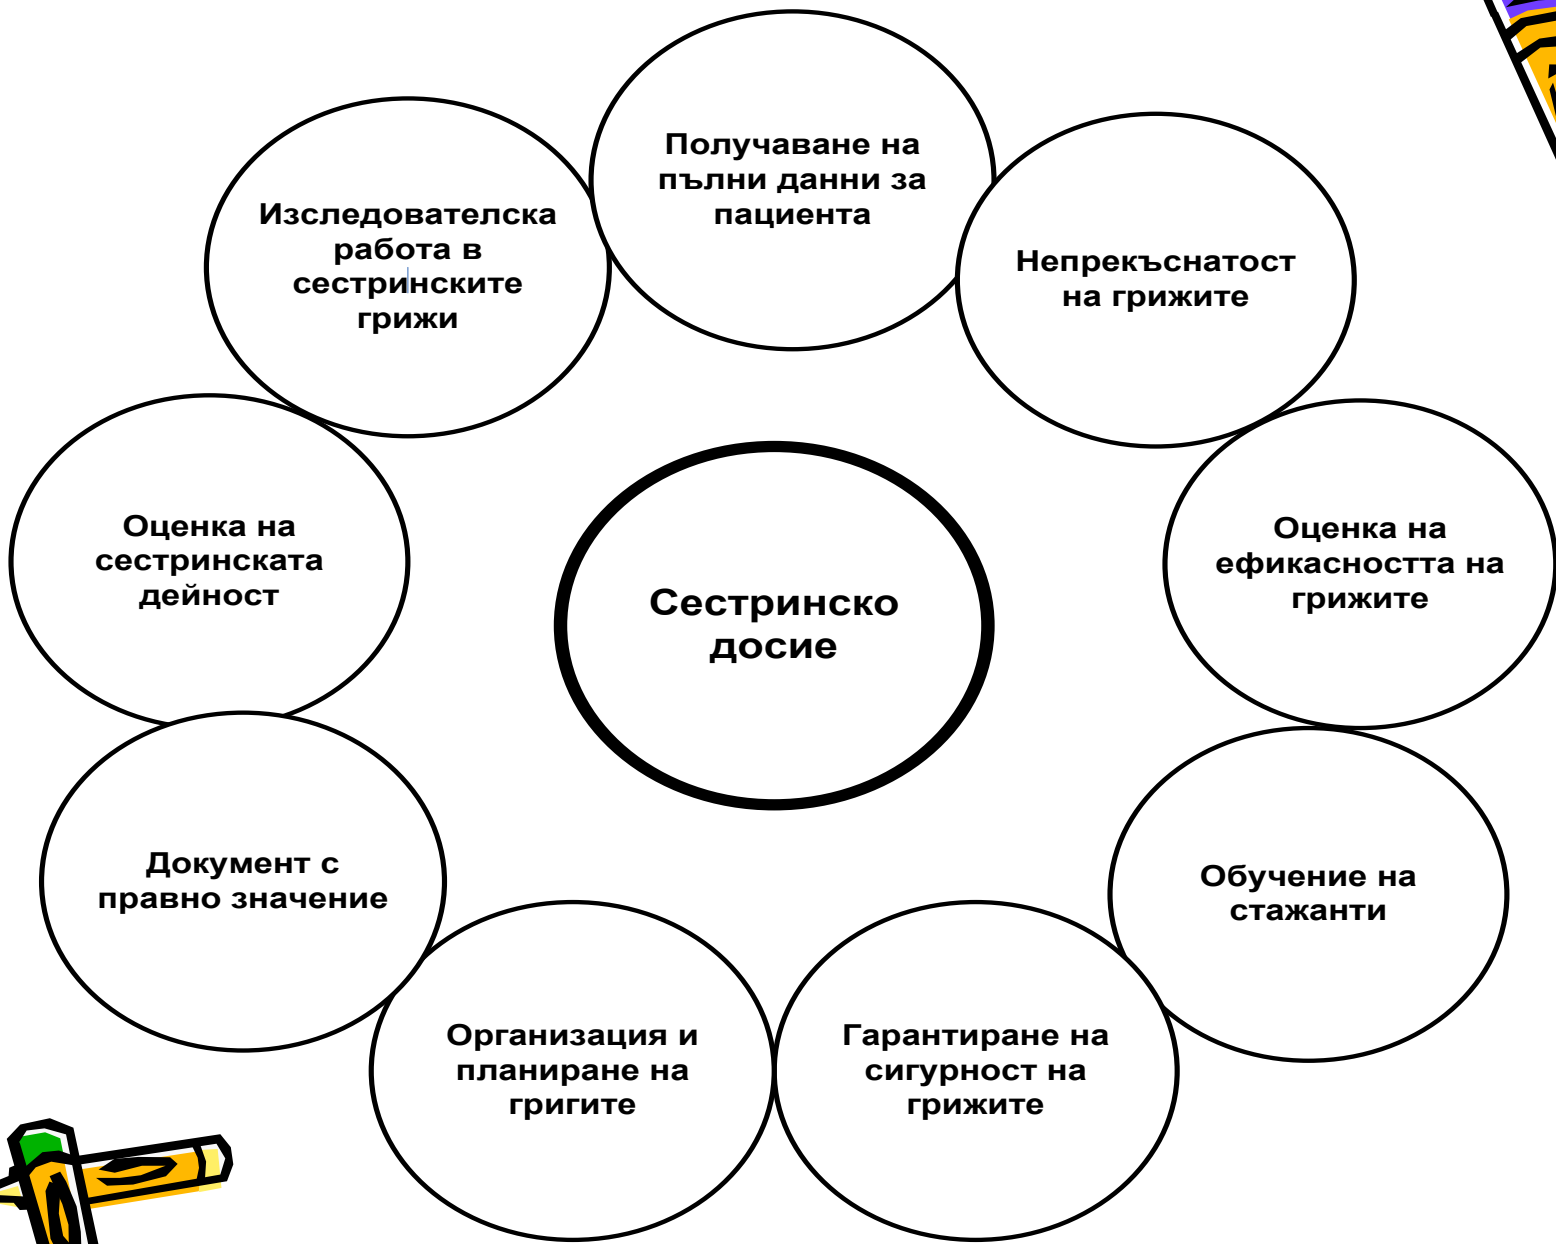 Получаване на
пълни данни за
пациента
Изследователска
работа в
сестринските
грижи
Непрекъснатост
на грижите
Оценка на
сестринската
дейност
Оценка на
ефикасността на
грижите
Сестринско
досие
Документ с
правно значение
Обучение на
стажанти
Организация и
планиране на
григите
Гарантиране на
сигурност на
грижите